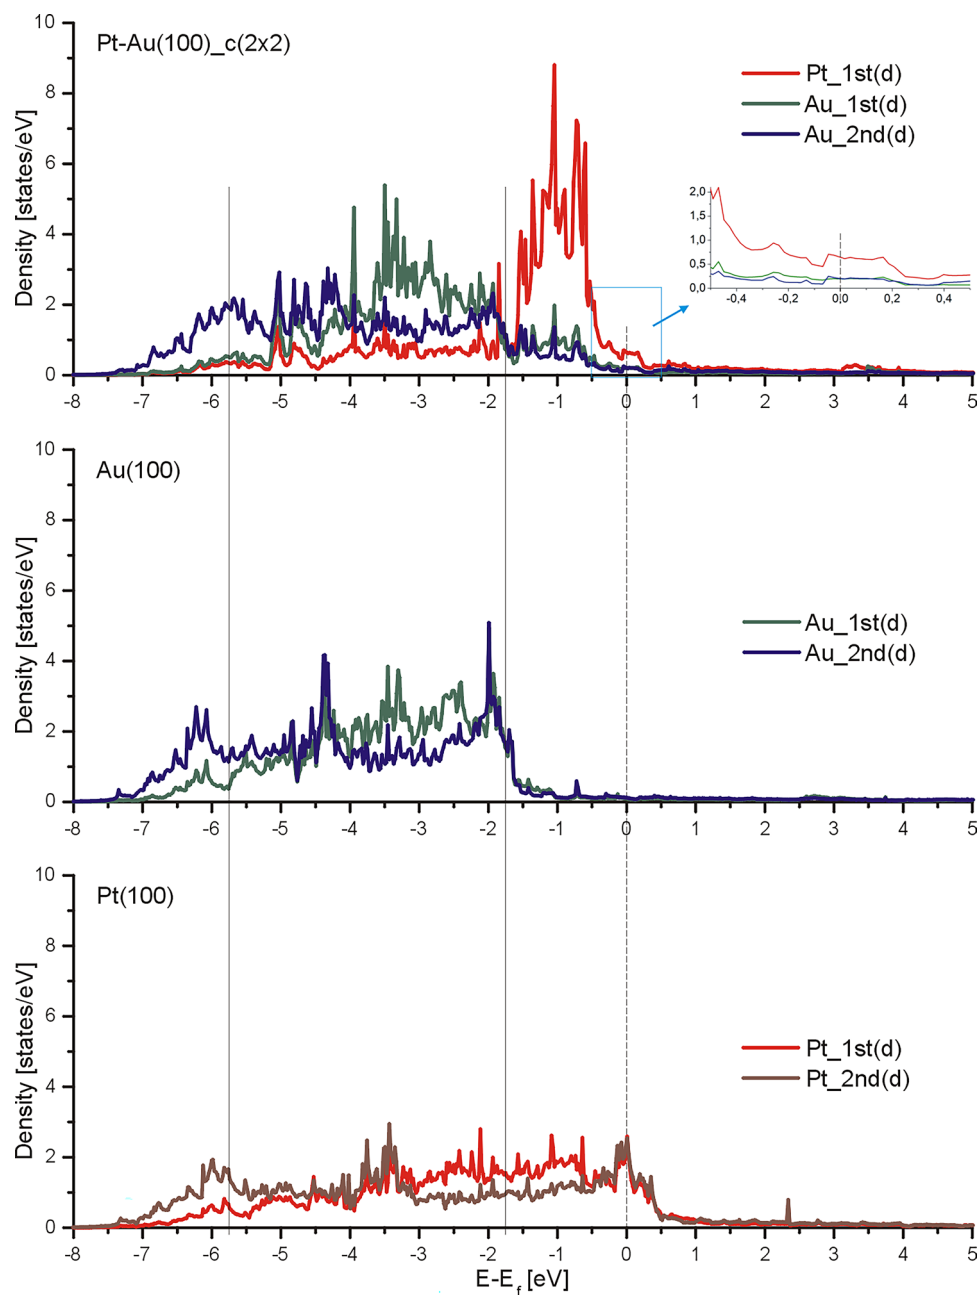 Pt-Au(100)_c(2x2)
Density [states/eV]
10
8
6
4
2
0
Pt_1st(d)
Au_1st(d)
Au_2nd(d)
2,0
1,5
1,0
0,5
0,0
-0,4 -0,2 0,0 0,2 0,4
-8 -7 -6 -5 -4 -3 -2 -1 0 1 2 3 4 5
Au(100)
Density [states/eV]
10
8
6
4
2
0
Au_1st(d)
Au_2nd(d)
-8 -7 -6 -5 -4 -3 -2 -1 0 1 2 3 4 5
Pt(100)
Density [states/eV]
10
8
6
4
2
0
Pt_1st(d)
Pt_2nd(d)
-8 -7 -6 -5 -4 -3 -2 -1 0 1 2 3 4 5
E-E_f [eV]